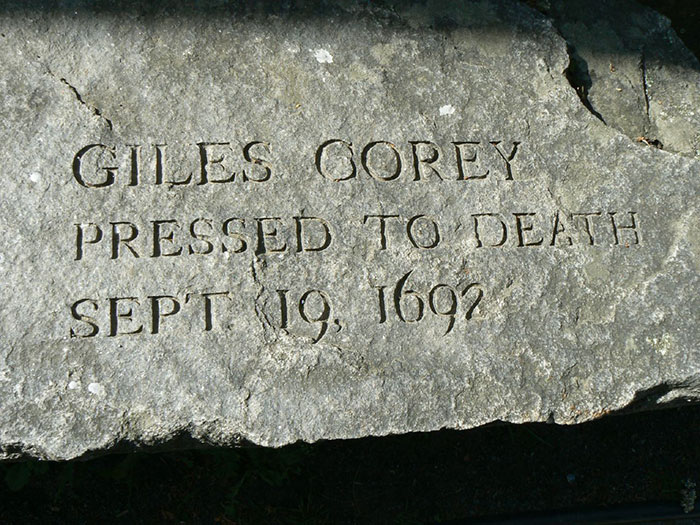 GILES COREY
PRESSED TO DEATH
SEPT 19, 1692